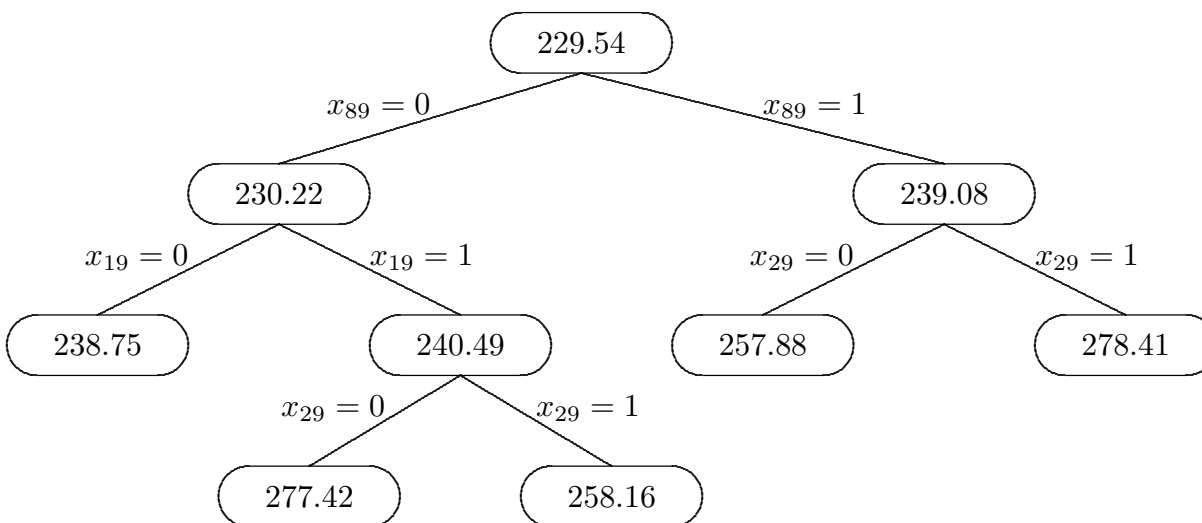 229.54
x₈₉ = 0
x₈₉ = 1
230.22
239.08
x₁₉ = 0
x₁₉ = 1
x₂₉ = 0
x₂₉ = 1
238.75
240.49
257.88
278.41
x₂₉ = 0
x₂₉ = 1
277.42
258.16